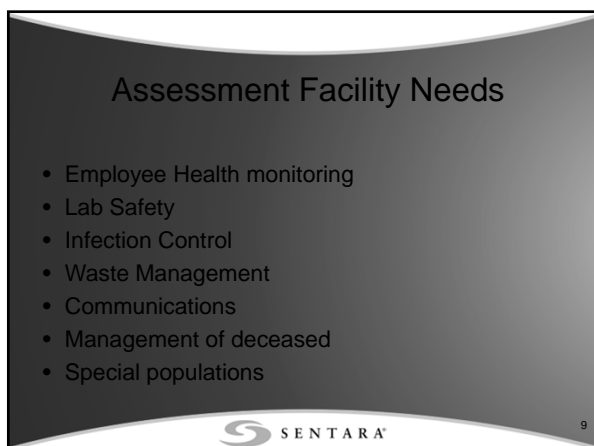 Assessment Facility Needs
• Employee Health monitoring
• Lab Safety
• Infection Control
• Waste Management
• Communications
• Management of deceased
• Special populations
SENTARA®
9